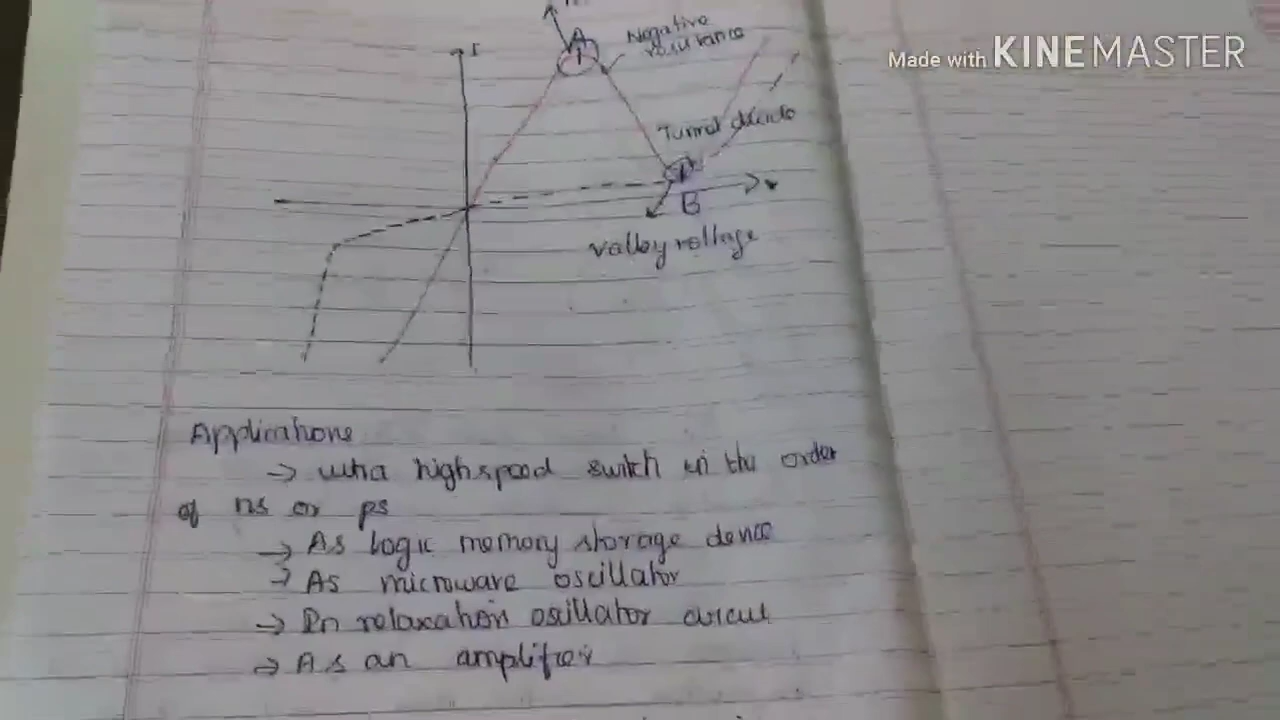 Made with KINEMASTER
I
A
Negative
resistance
Tunnel diode
B
v
valley voltage
Applications
→ ultra high speed switch in the order
of ns or ps
→ As logic memory storage device
→ As microwave oscillator
→ In relaxation oscillator circuit
→ As an amplifier